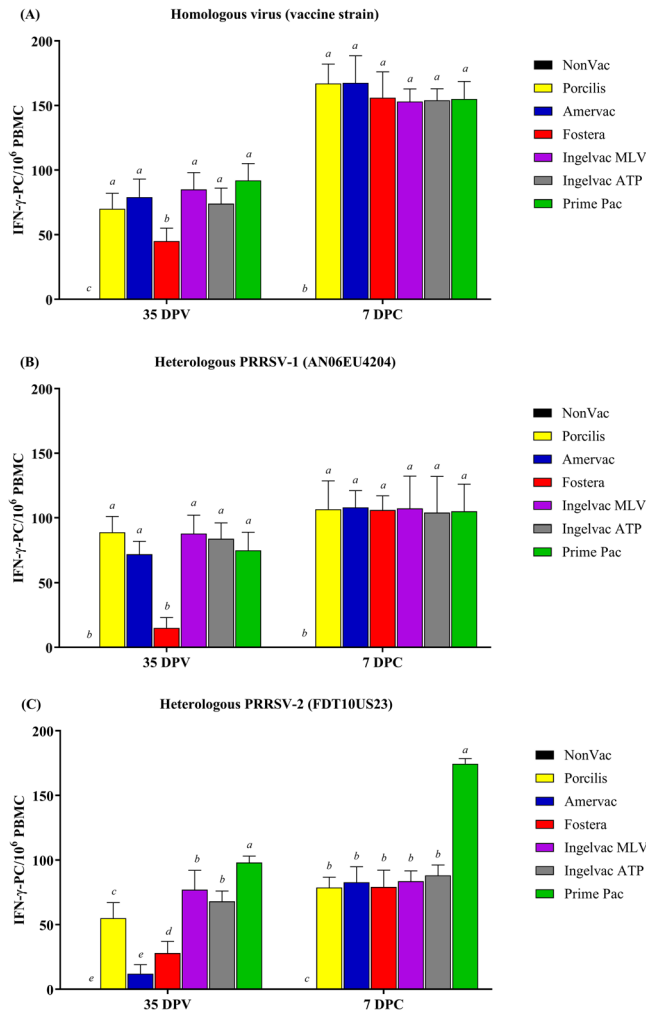 (A)
Homologous virus (vaccine strain)
IFN-γ-PC/10⁶ PBMC
200
150
100
50
0
c a a b a a a
b a a a a a a
35 DPV
7 DPC
NonVac
Porcilis
Amervac
Fostera
Ingelvac MLV
Ingelvac ATP
Prime Pac
(B)
Heterologous PRRSV-1 (AN06EU4204)
IFN-γ-PC/10⁶ PBMC
200
150
100
50
0
b a a b a a a
b a a a a a a
35 DPV
7 DPC
NonVac
Porcilis
Amervac
Fostera
Ingelvac MLV
Ingelvac ATP
Prime Pac
(C)
Heterologous PRRSV-2 (FDT10US23)
IFN-γ-PC/10⁶ PBMC
200
150
100
50
0
e c e d b b a
c b b b b b a
35 DPV
7 DPC
NonVac
Porcilis
Amervac
Fostera
Ingelvac MLV
Ingelvac ATP
Prime Pac